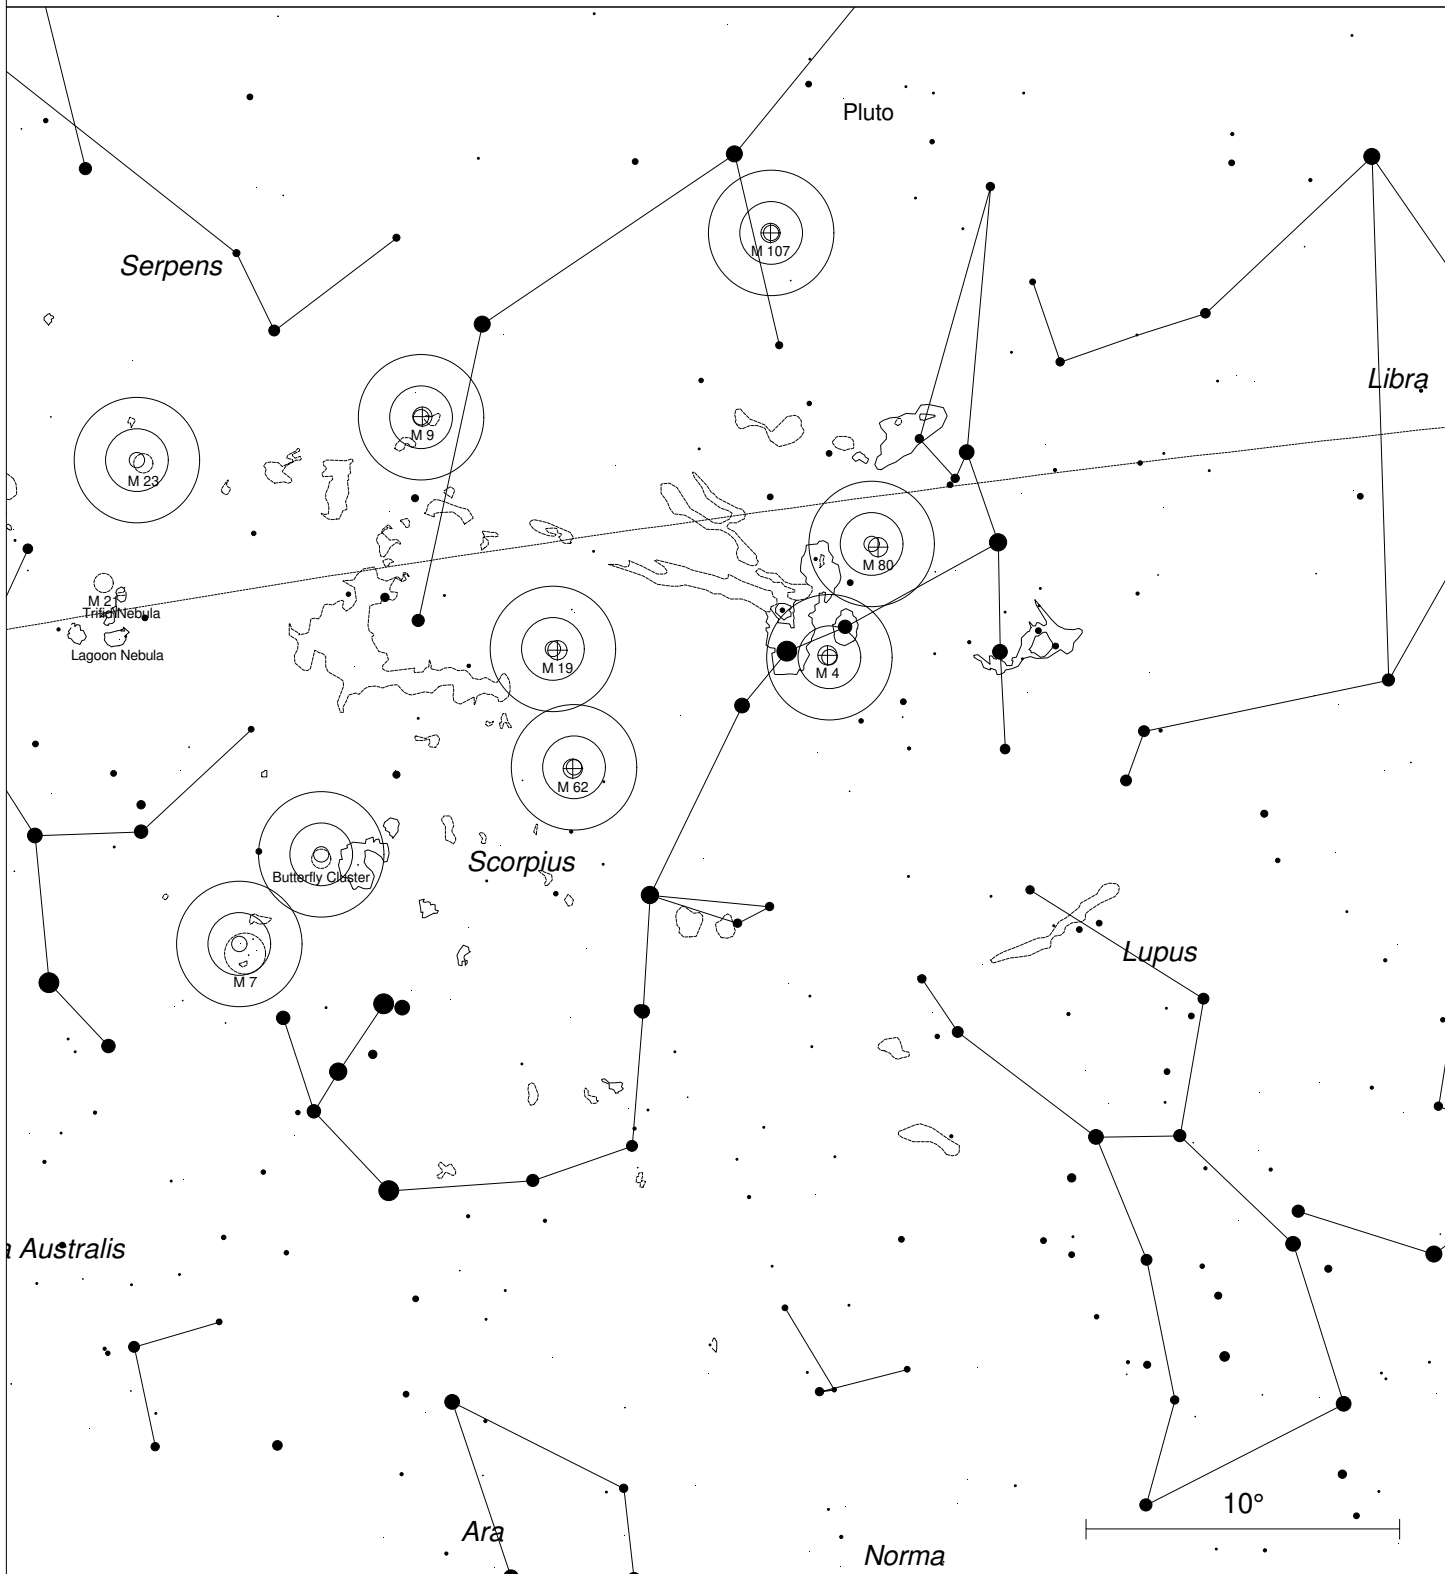 Pluto
M 107
Serpens
Libra
M 9
M 23
M 80
M 21
Trifid Nebula
Lagoon Nebula
M 19
M 4
M 62
Scorpius
Butterfly Cluster
Lupus
M 7
a Australis
10°
Ara
Norma